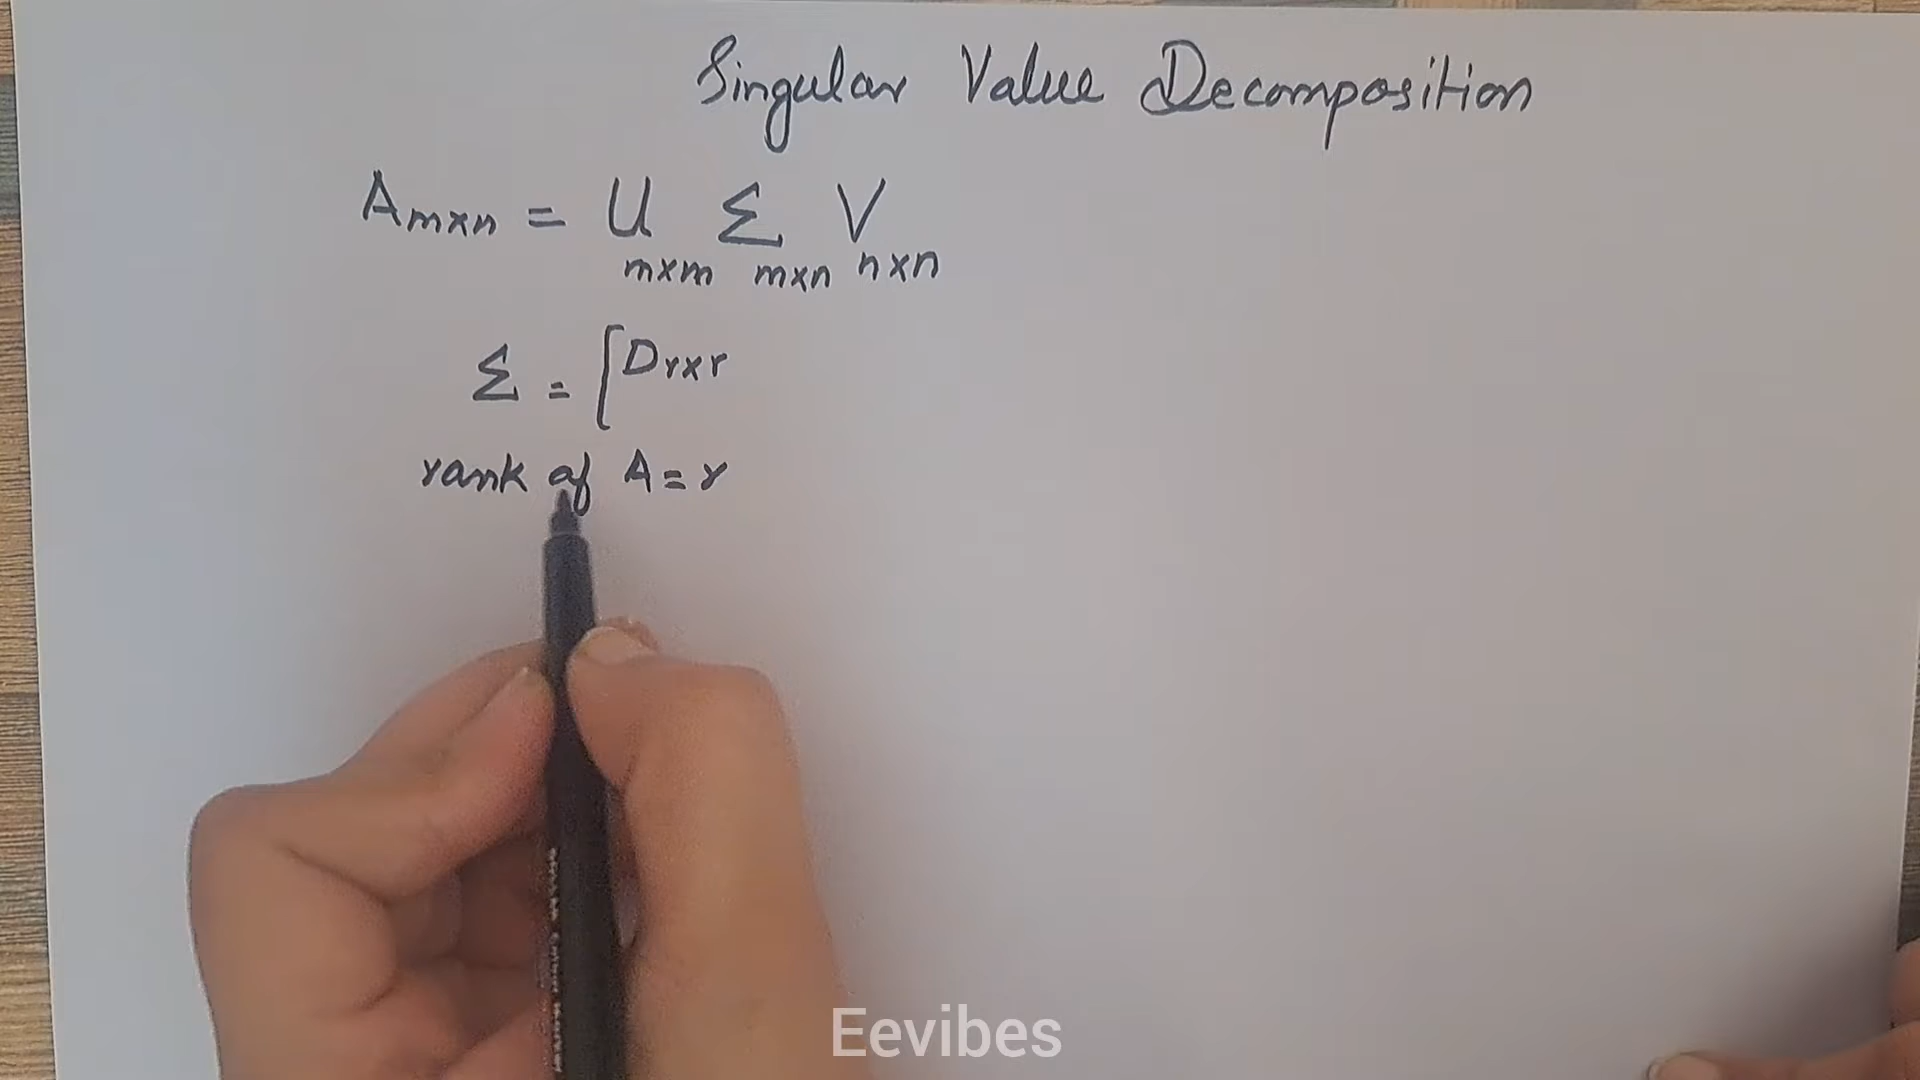 Singular Value Decomposition
Amxn = U Σ V
mxm mxn nxn
Σ = [Drxr
rank of A = r
Eevibes